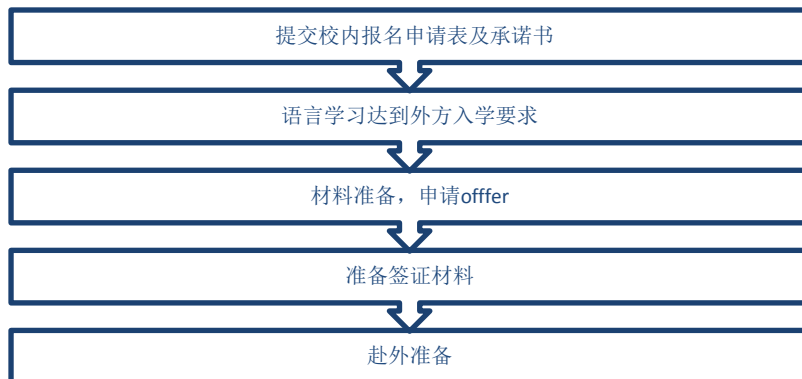 提交校内报名申请表及承诺书
语言学习达到外方入学要求
材料准备，申请offfer
准备签证材料
赴外准备